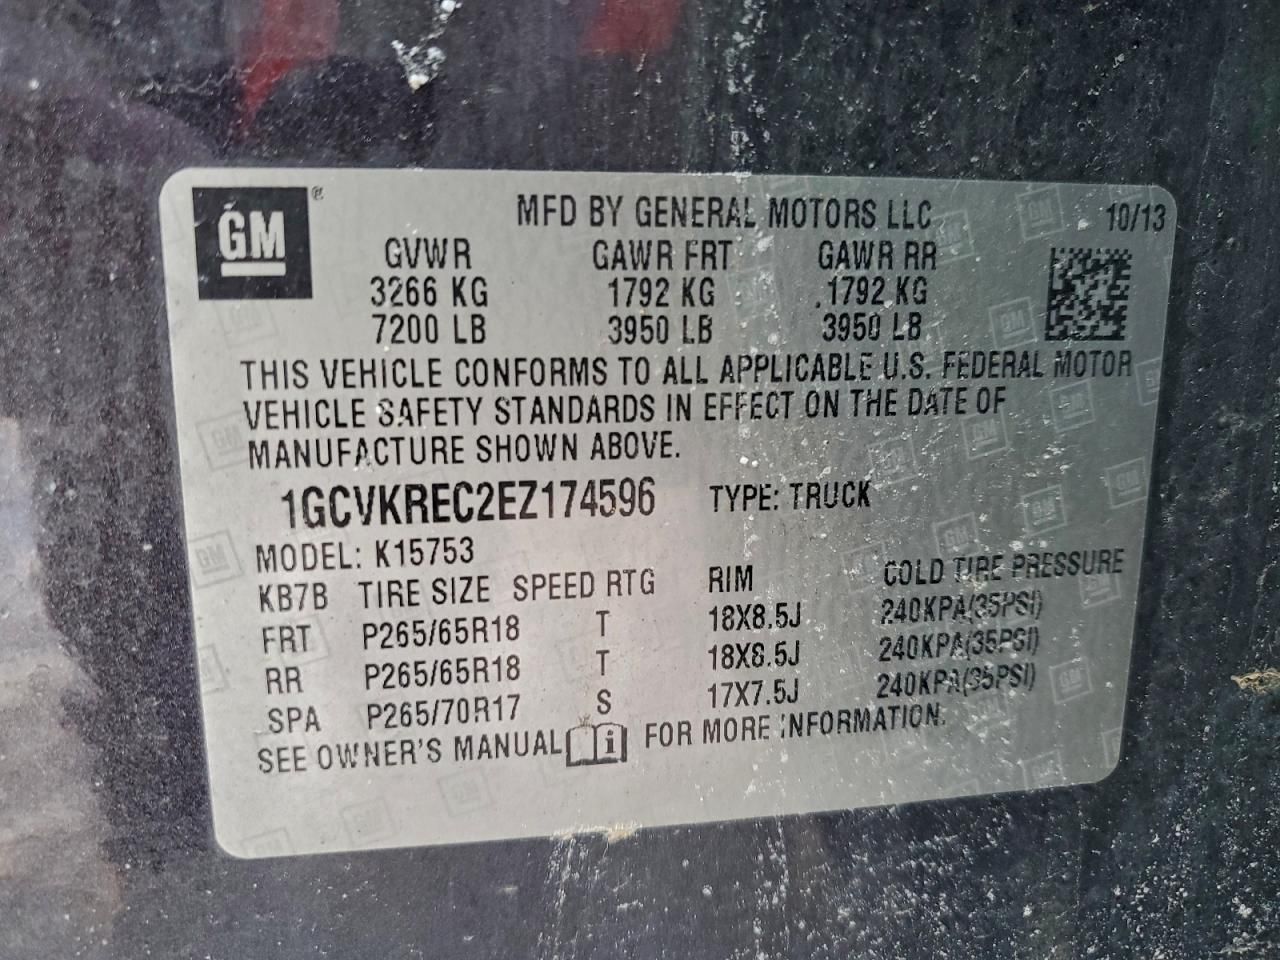 GM ®
MFD BY GENERAL MOTORS LLC 10/13
GVWR GAWR FRT GAWR RR
3266 KG 1792 KG 1792 KG
7200 LB 3950 LB 3950 LB
THIS VEHICLE CONFORMS TO ALL APPLICABLE U.S. FEDERAL MOTOR
VEHICLE SAFETY STANDARDS IN EFFECT ON THE DATE OF
MANUFACTURE SHOWN ABOVE.
1GCVKREC2EZ174596 TYPE: TRUCK
MODEL: K15753
KB7B TIRE SIZE SPEED RTG RIM COLD TIRE PRESSURE
FRT P265/65R18 T 18X8.5J 240KPA(35PSI)
RR P265/65R18 T 18X8.5J 240KPA(35PSI)
SPA P265/70R17 S 17X7.5J 240KPA(35PSI)
SEE OWNER'S MANUAL i FOR MORE INFORMATION.